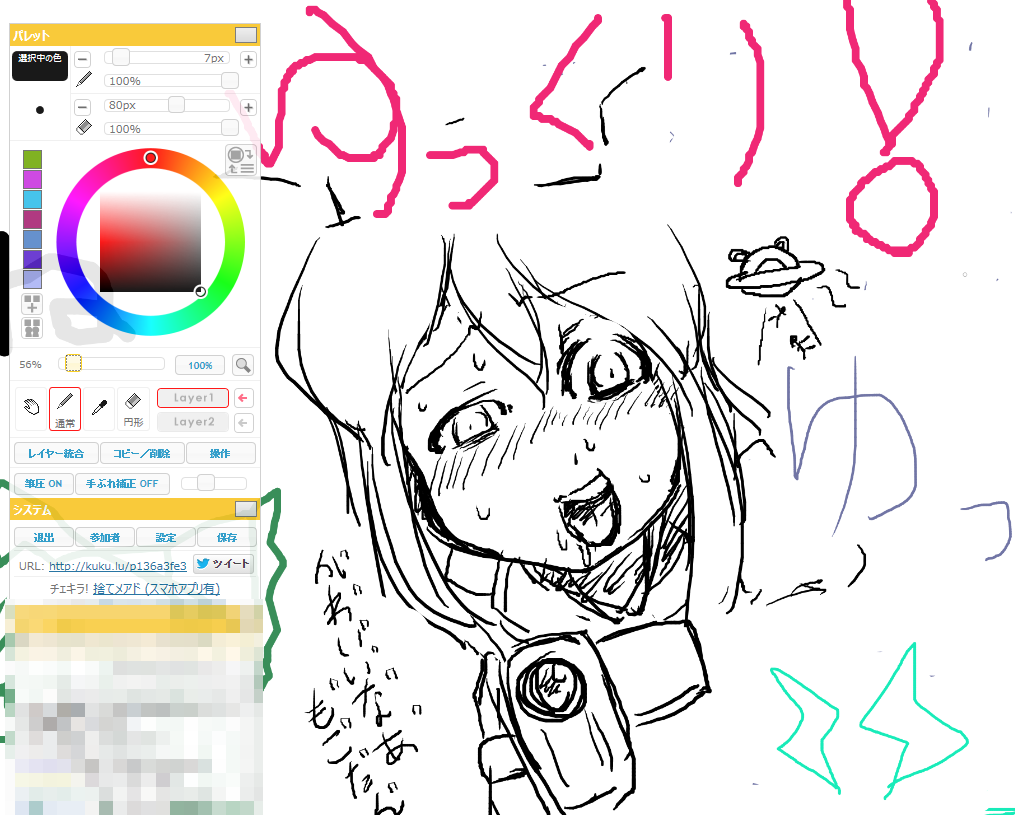 ゆっくり!
パレット
選択中の色
7px
100%
80px
100%
56%
100%
通常
円形
Layer1
Layer2
レイヤー統合
コピー/削除
操作
筆圧 ON
手ぶれ補正 OFF
システム
退出
参加者
設定
保存
URL: http://kuku.lu/p136a3fe3
ツイート
チェキラ! 捨てメアド (スマホアプリ有)
ゆっ
がわ゛い゛い゛な゛あ゛
も゛ごだん